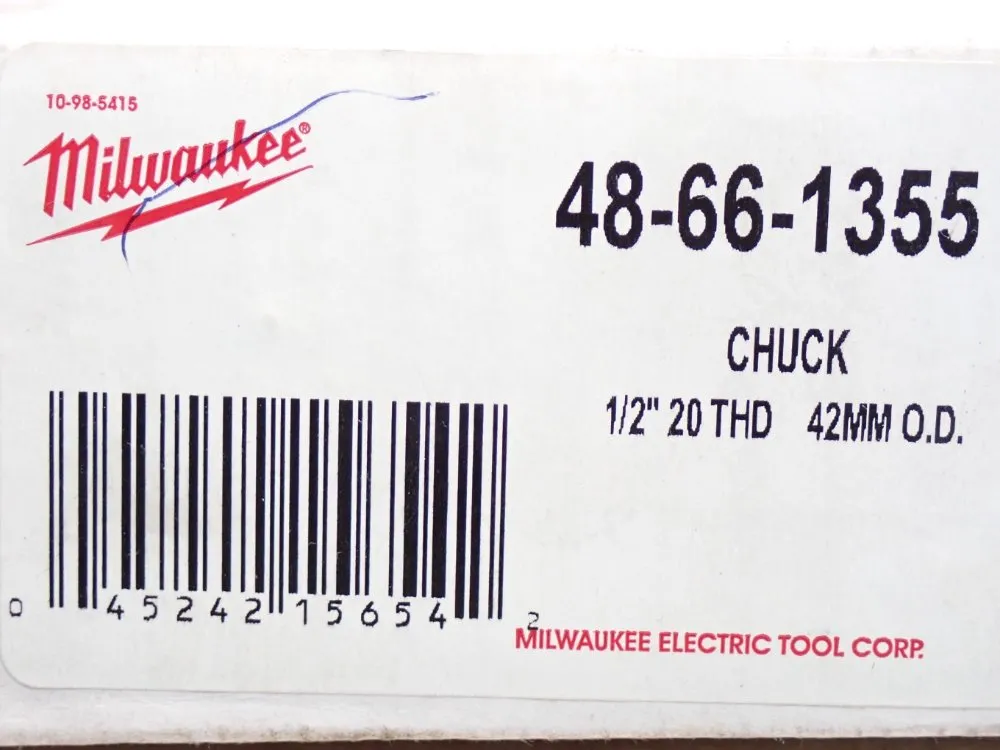 10-98-5415
Milwaukee®
48-66-1355
CHUCK
1/2" 20 THD 42MM O.D.
0 45242 15654 2
MILWAUKEE ELECTRIC TOOL CORP.